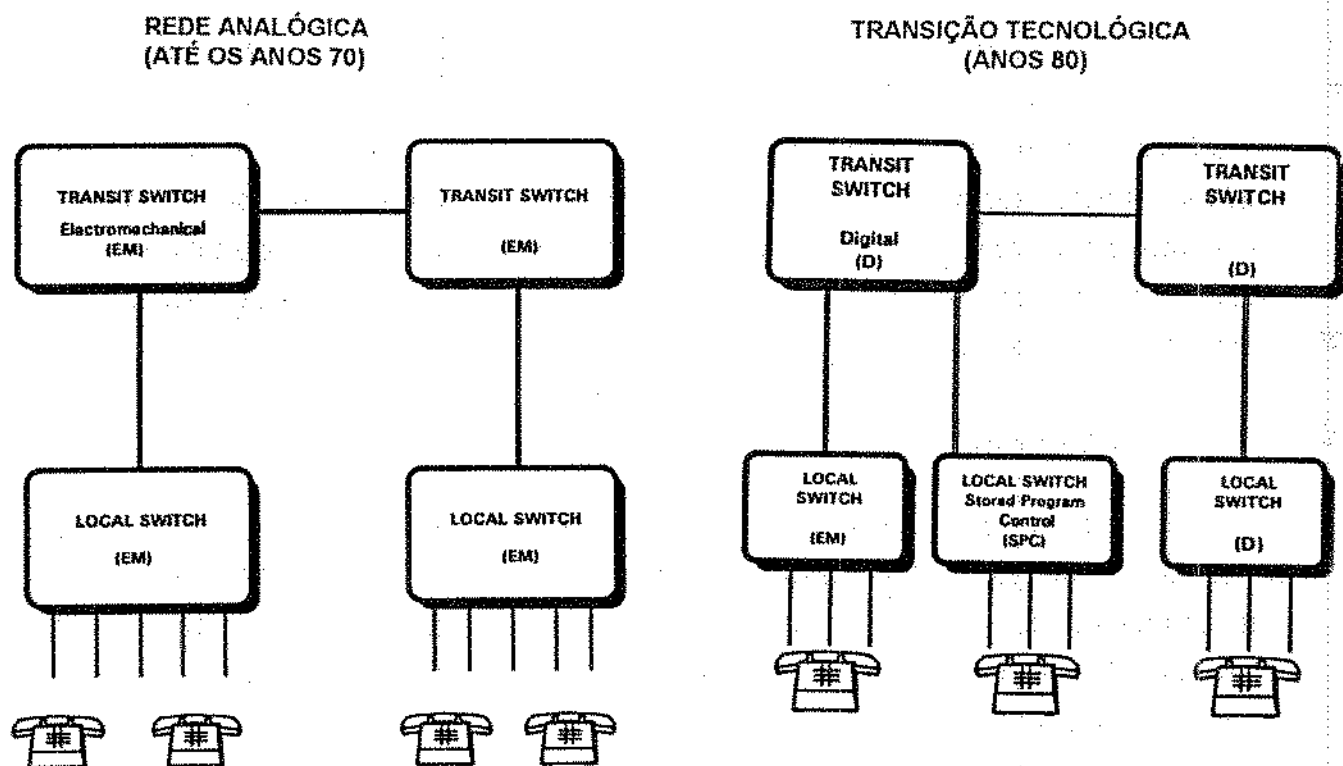 REDE ANALÓGICA
(ATÉ OS ANOS 70)
TRANSIT SWITCH
Electromechanical
(EM)
TRANSIT SWITCH
(EM)
LOCAL SWITCH
(EM)
LOCAL SWITCH
(EM)
TRANSIÇÃO TECNOLÓGICA
(ANOS 80)
TRANSIT
SWITCH
Digital
(D)
TRANSIT
SWITCH
(D)
LOCAL
SWITCH
(EM)
LOCAL SWITCH
Stored Program
Control
(SPC)
LOCAL
SWITCH
(D)